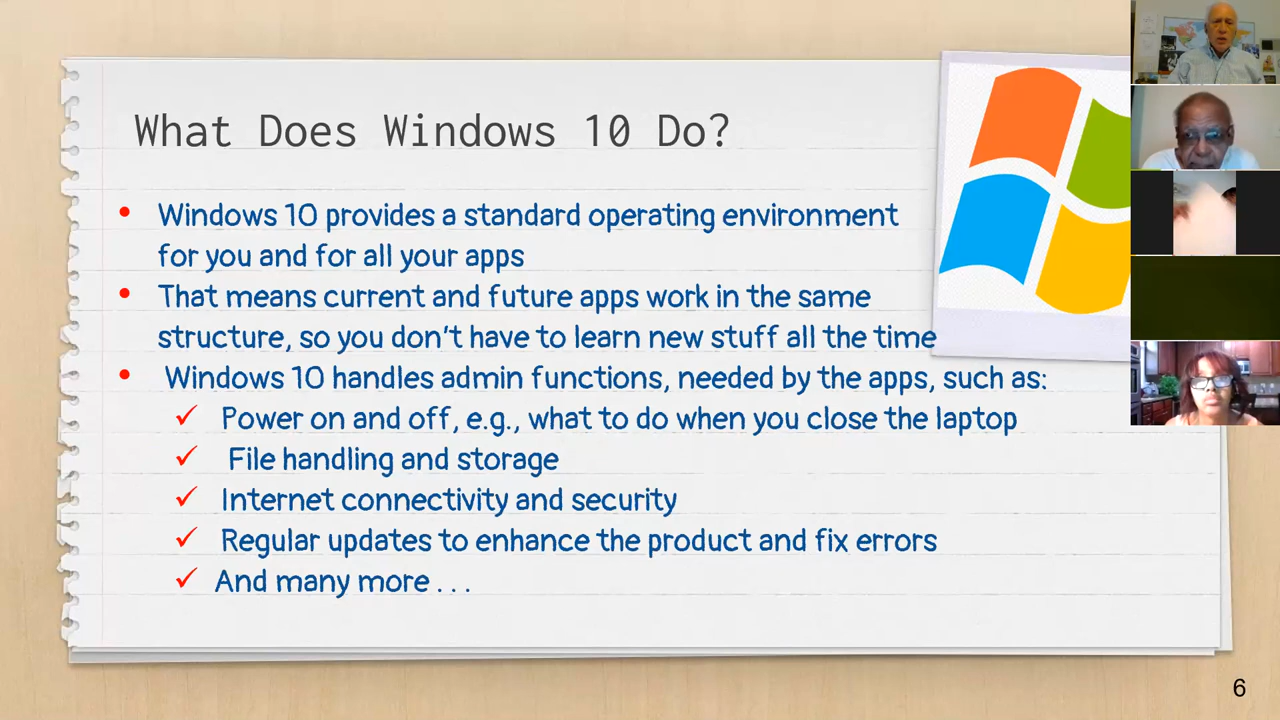 What Does Windows 10 Do?
• Windows 10 provides a standard operating environment
for you and for all your apps
• That means current and future apps work in the same
structure, so you don't have to learn new stuff all the time
• Windows 10 handles admin functions, needed by the apps, such as:
✓ Power on and off, e.g., what to do when you close the laptop
✓ File handling and storage
✓ Internet connectivity and security
✓ Regular updates to enhance the product and fix errors
✓ And many more . . .
6